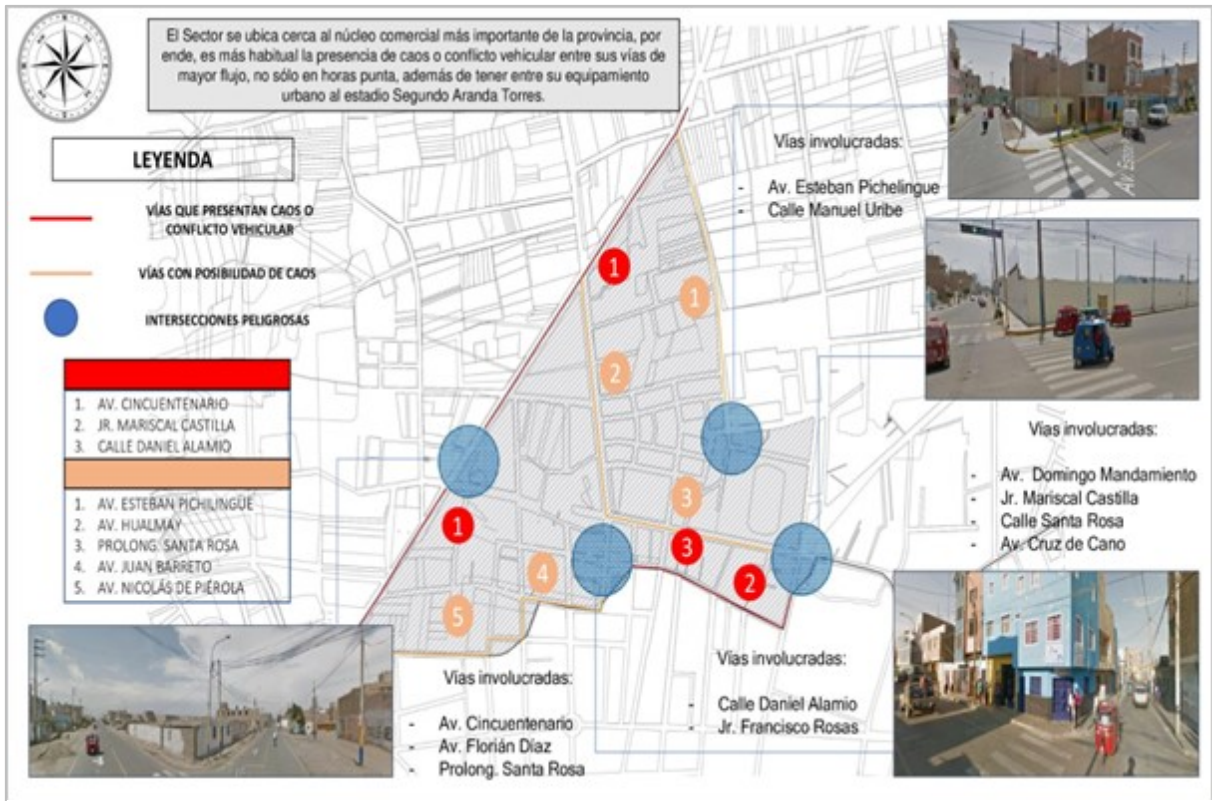 El Sector se ubica cerca al núcleo comercial más importante de la provincia, por
ende, es más habitual la presencia de caos o conflicto vehicular entre sus vías de
mayor flujo, no sólo en horas punta, además de tener entre su equipamiento
urbano al estadio Segundo Aranda Torres.
LEYENDA
VÍAS QUE PRESENTAN CAOS O
CONFLICTO VEHICULAR
VÍAS CON POSIBILIDAD DE CAOS
INTERSECCIONES PELIGROSAS
1. AV. CINCUENTENARIO
2. JR. MARISCAL CASTILLA
3. CALLE DANIEL ALAMIO
1. AV. ESTEBAN PICHILINGÜE
2. AV. HUALMAY
3. PROLONG. SANTA ROSA
4. AV. JUAN BARRETO
5. AV. NICOLÁS DE PIÉROLA
1
1
2
3
1
3
2
4
5
Vías involucradas:
- Av. Esteban Pichelingue
- Calle Manuel Uribe
Vías involucradas:
- Av. Domingo Mandamiento
- Jr. Mariscal Castilla
- Calle Santa Rosa
- Av. Cruz de Cano
Vías involucradas:
- Calle Daniel Alamio
- Jr. Francisco Rosas
Vías involucradas:
- Av. Cincuentenario
- Av. Florián Díaz
- Prolong. Santa Rosa